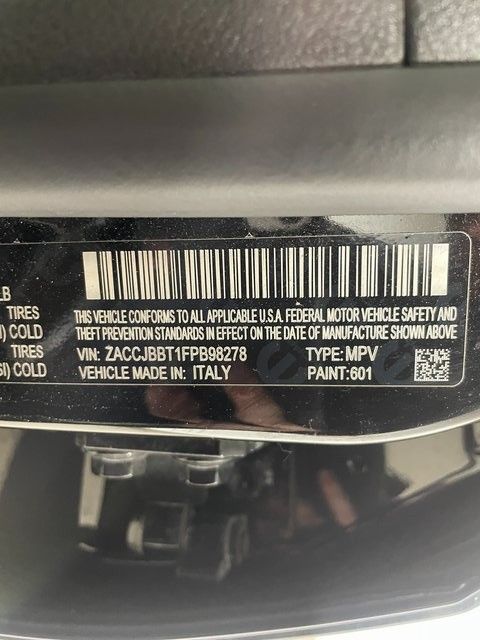 LB
TIRES
I) COLD
TIRES
SI) COLD
THIS VEHICLE CONFORMS TO ALL APPLICABLE U.S.A. FEDERAL MOTOR VEHICLE SAFETY AND
THEFT PREVENTION STANDARDS IN EFFECT ON THE DATE OF MANUFACTURE SHOWN ABOVE
VIN: ZACCJBBT1FPB98278 TYPE: MPV
VEHICLE MADE IN: ITALY PAINT: 601